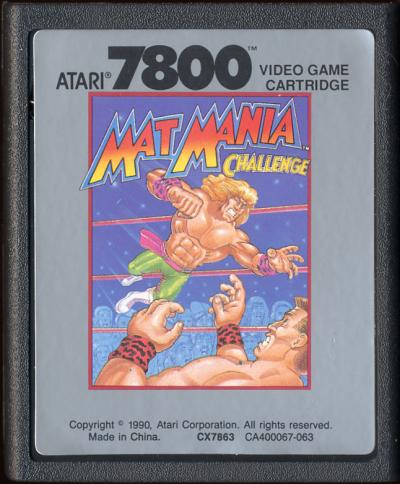 ATARI® 7800™ VIDEO GAME
CARTRIDGE
MAT MANIA™
CHALLENGE
Copyright © 1990, Atari Corporation. All rights reserved.
Made in China. CX7863 CA400067-063